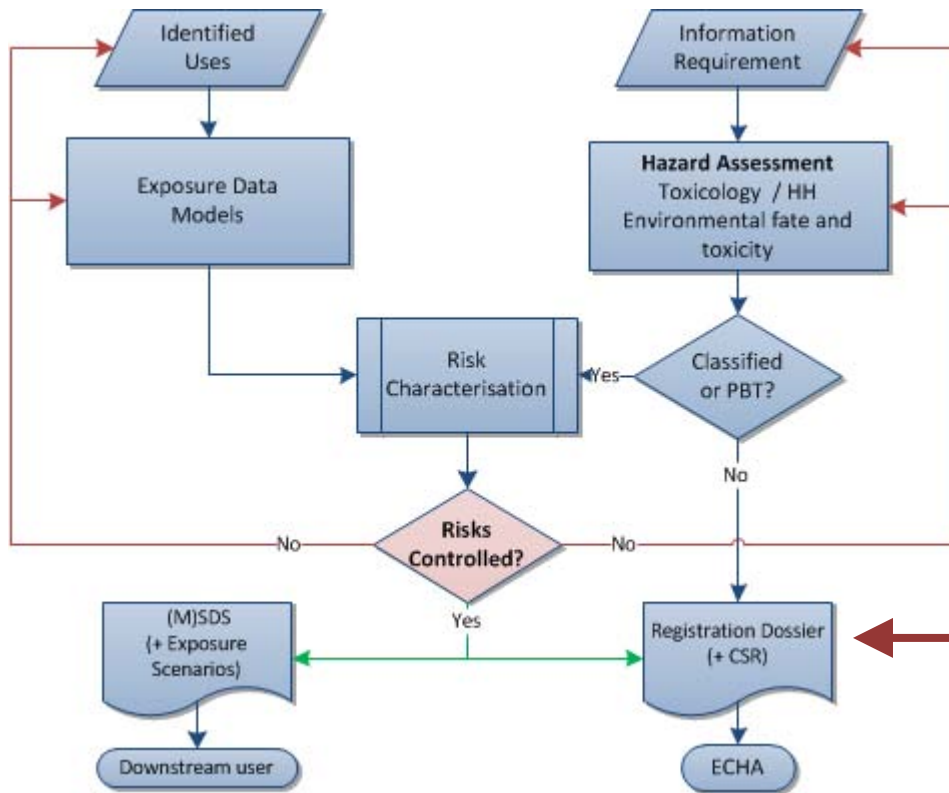 Identified
Uses
Information
Requirement
Exposure Data
Models
Hazard Assessment
Toxicology / HH
Environmental fate and
toxicity
Risk
Characterisation
Yes
Classified
or PBT?
No
No
Risks
Controlled?
No
Yes
(M)SDS
(+ Exposure
Scenarios)
Registration Dossier
(+ CSR)
Downstream user
ECHA